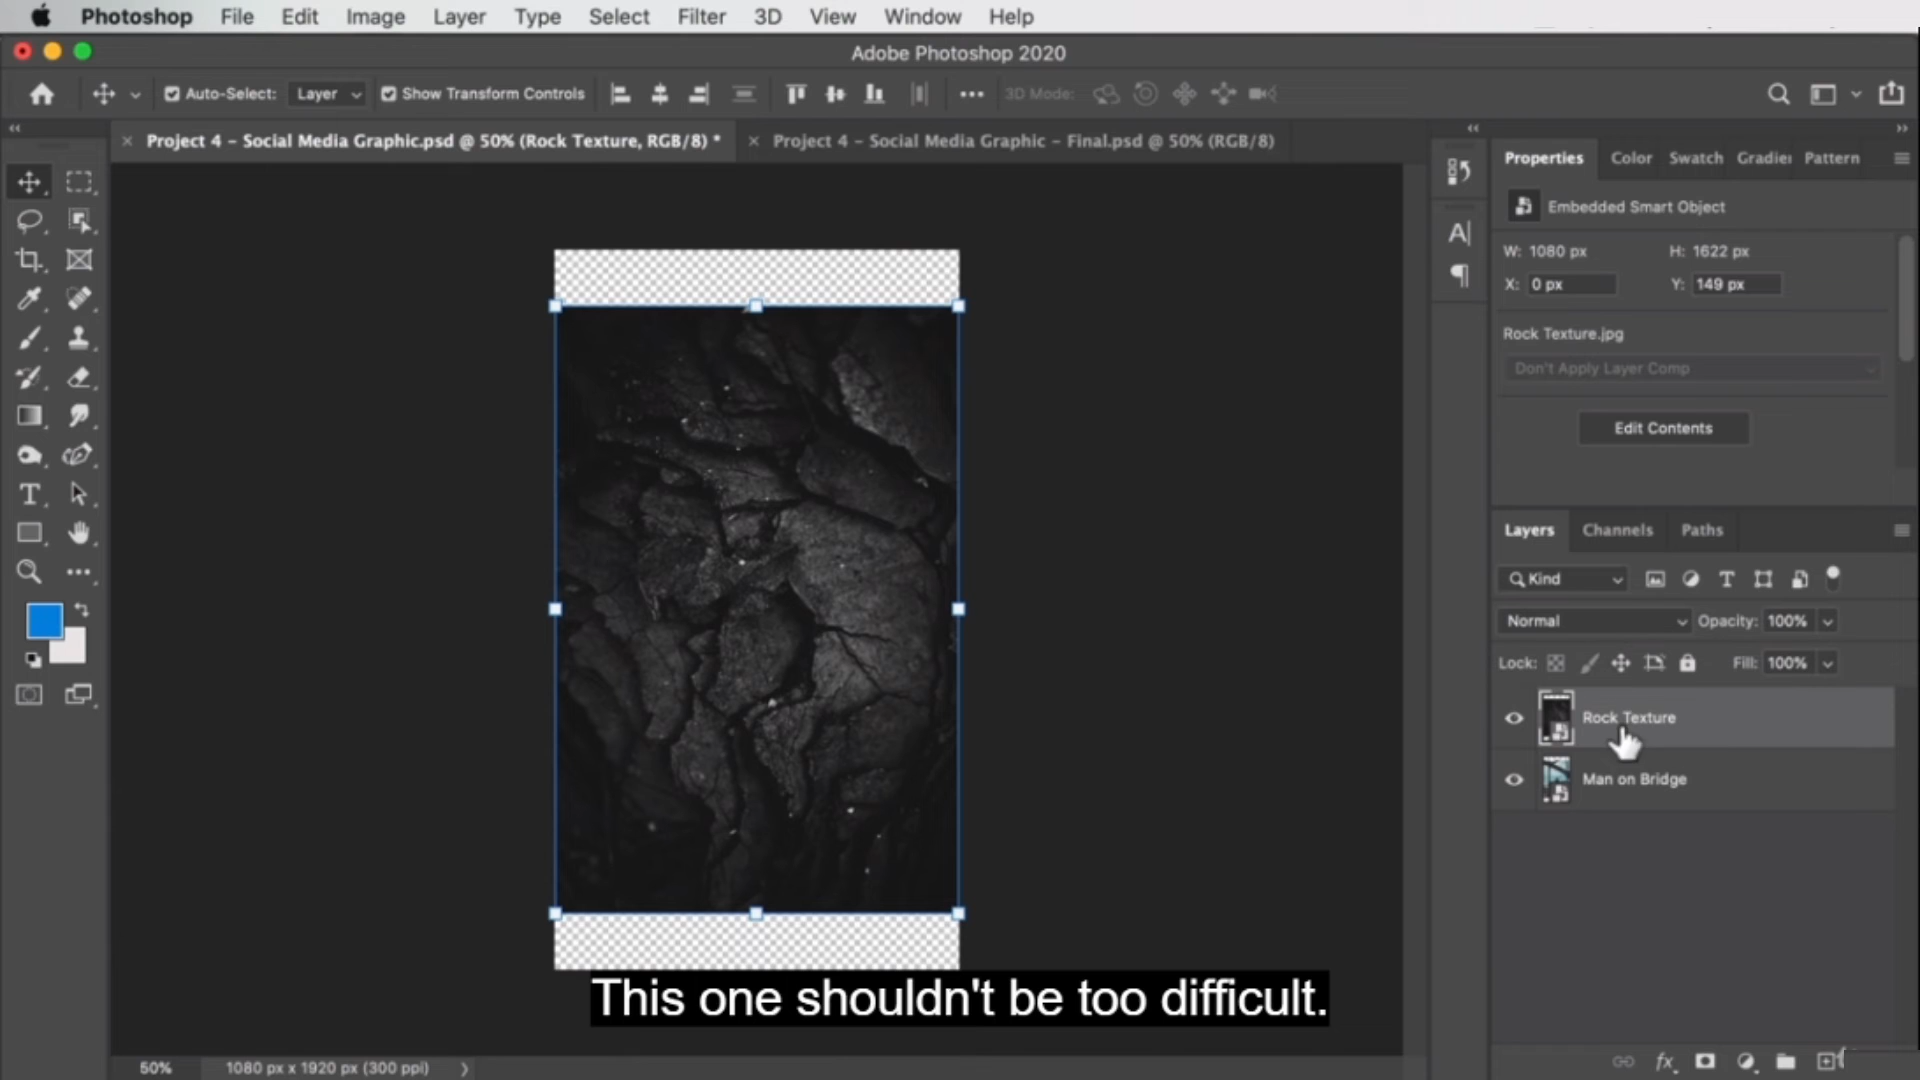 Photoshop File Edit Image Layer Type Select Filter 3D View Window Help
Adobe Photoshop 2020
Auto-Select: Layer Show Transform Controls 3D Mode:
Project 4 - Social Media Graphic.psd @ 50% (Rock Texture, RGB/8) *
Project 4 - Social Media Graphic - Final.psd @ 50% (RGB/8)
Properties Color Swatch Gradie Pattern
Embedded Smart Object
W: 1080 px H: 1622 px
X: 0 px Y: 149 px
Rock Texture.jpg
Don't Apply Layer Comp
Edit Contents
Layers Channels Paths
Kind
Normal Opacity: 100%
Lock: Fill: 100%
Rock Texture
Man on Bridge
This one shouldn't be too difficult.
50% 1080 px x 1920 px (300 ppi)